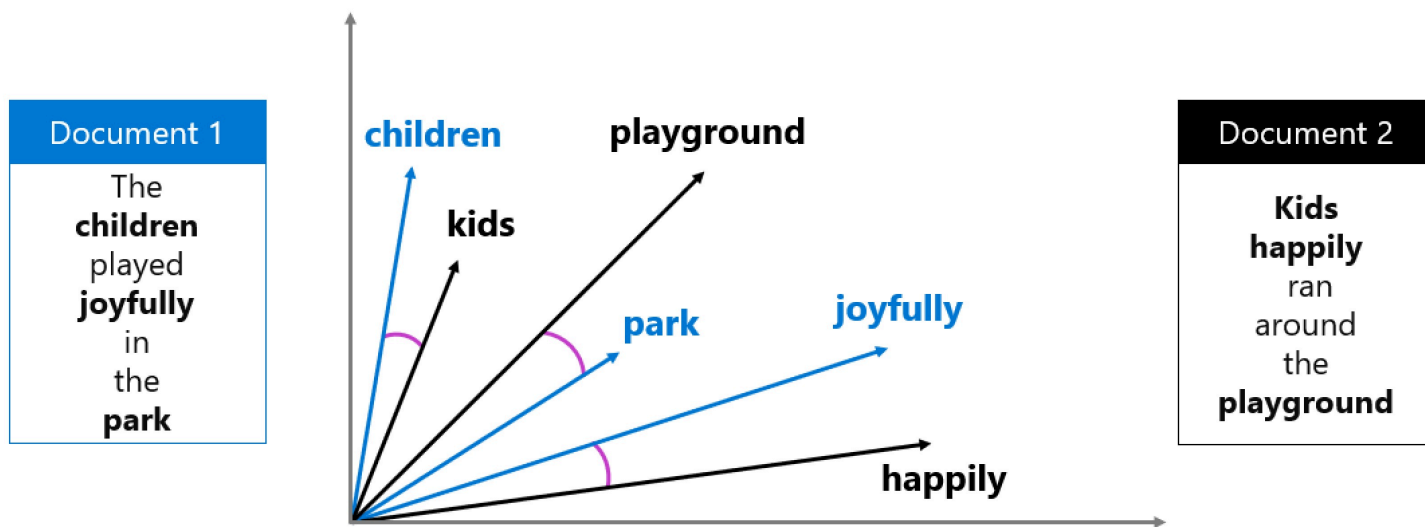 Document 1
The
children
played
joyfully
in
the
park
children
playground
kids
park
joyfully
happily
Document 2
Kids
happily
ran
around
the
playground